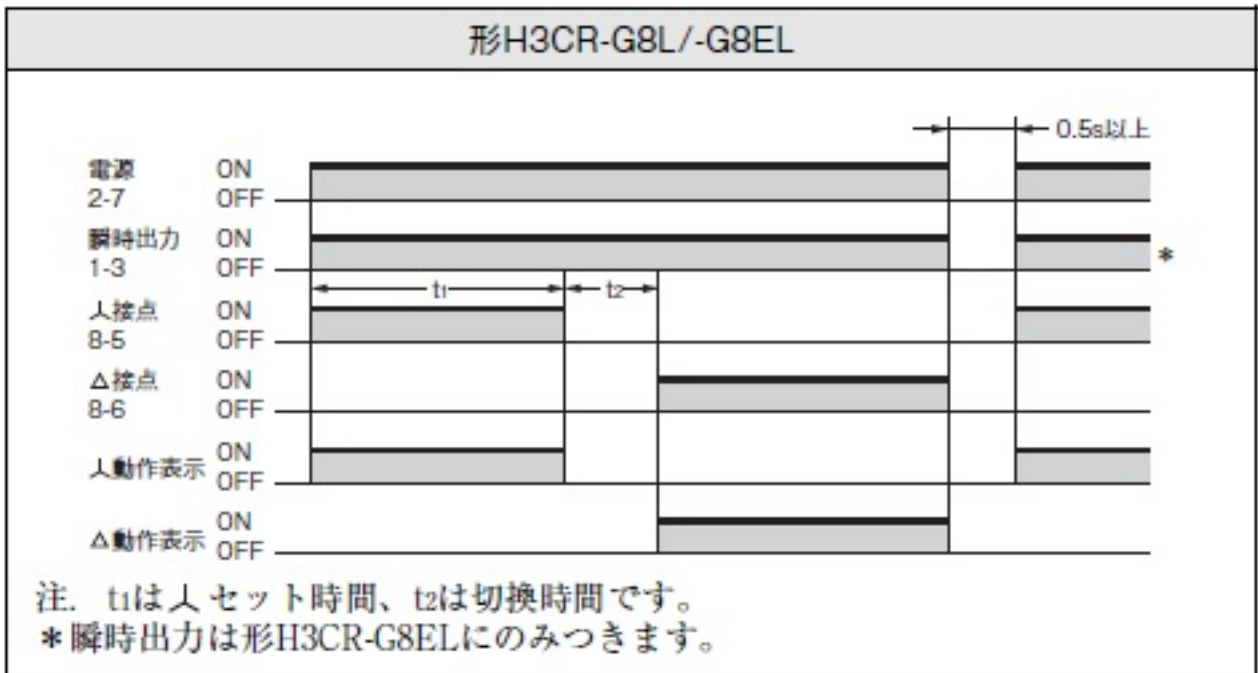 形H3CR-G8L/-G8EL
0.5s以上
電源 ON
2-7 OFF
瞬時出力 ON
1-3 OFF
*
t1 t2
人接点 ON
8-5 OFF
△接点 ON
8-6 OFF
人動作表示 ON
OFF
△動作表示 ON
OFF
注. t1は人セット時間、t2は切換時間です。
*瞬時出力は形H3CR-G8ELにのみつきます。